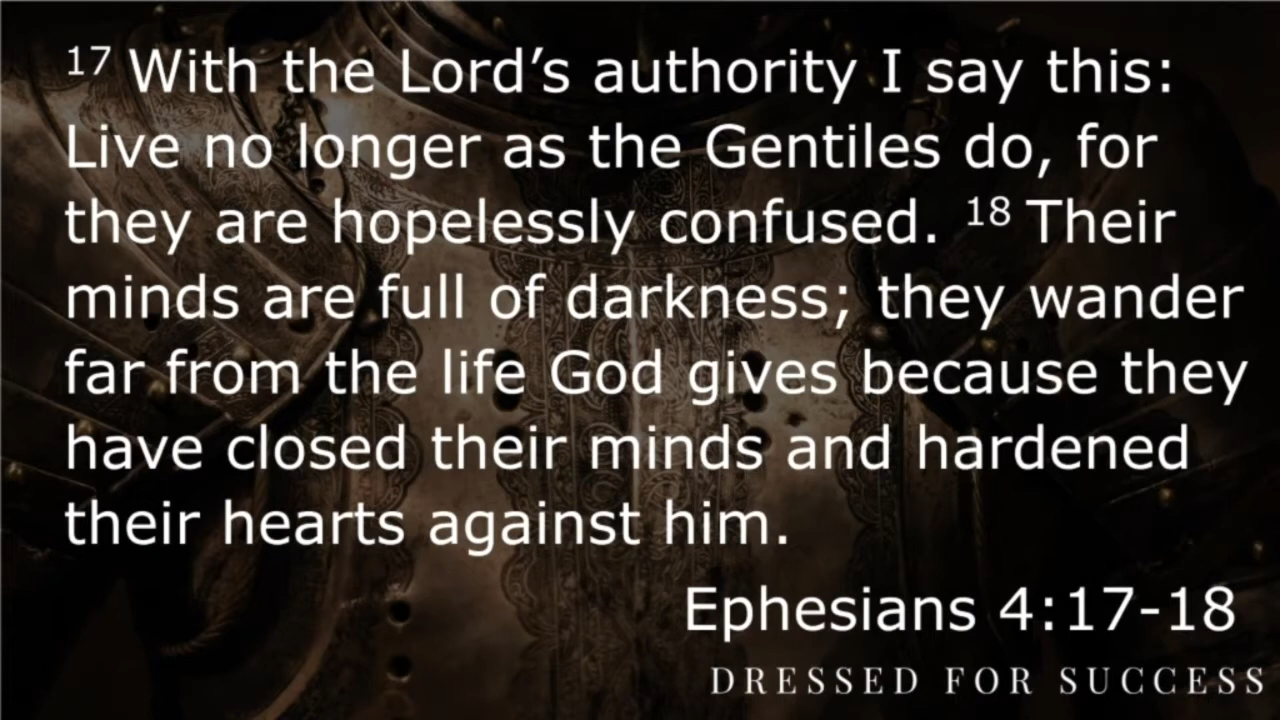 17 With the Lord’s authority I say this:
Live no longer as the Gentiles do, for
they are hopelessly confused. 18 Their
minds are full of darkness; they wander
far from the life God gives because they
have closed their minds and hardened
their hearts against him.
Ephesians 4:17-18
DRESSED FOR SUCCESS